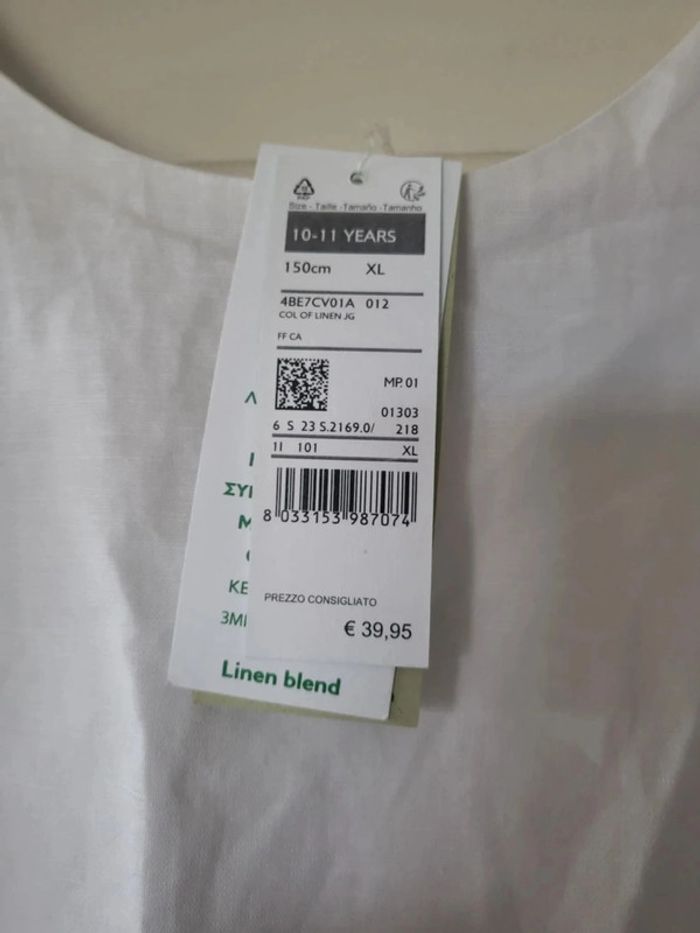 Size - Taille -Tamaño -Tamanho
10-11 YEARS
150cm XL
4BE7CV01A 012
COL OF LINEN JG
FF CA
MP. 01
01303
6 S 23 S.2169.0/ 218
11 101 XL
8 033153 987074
PREZZO CONSIGLIATO
€ 39,95
Λ
ΣΥ
Μ
ΚΕ
Linen blend